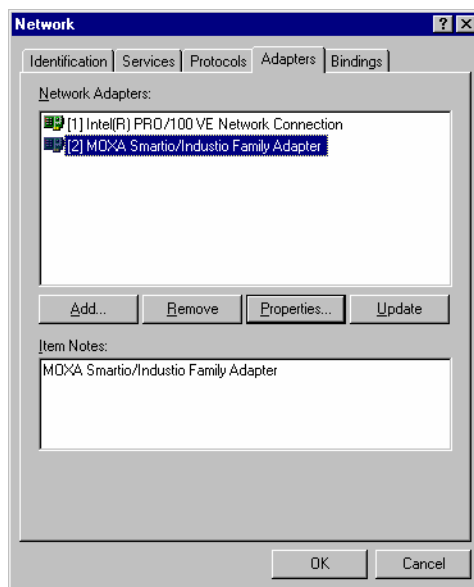 Network
Identification Services Protocols Adapters Bindings
Network Adapters:
[1] Intel(R) PRO/100 VE Network Connection
[2] MOXA Smartio/Industio Family Adapter
Add... Remove Properties... Update
Item Notes:
MOXA Smartio/Industio Family Adapter
OK Cancel